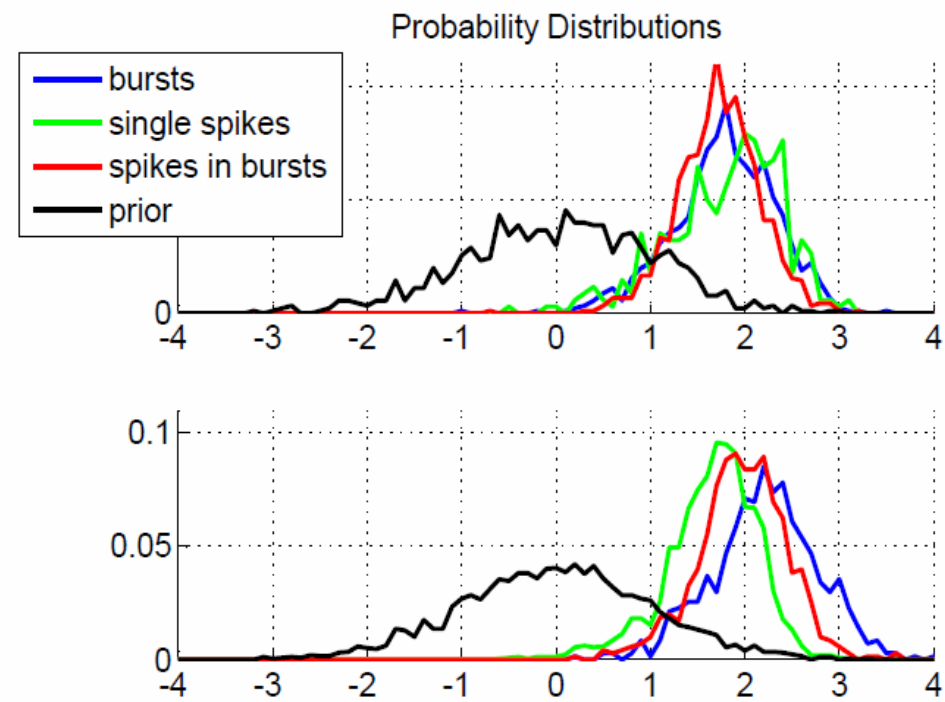 Probability Distributions
bursts
single spikes
spikes in bursts
prior
0
-4 -3 -2 -1 0 1 2 3 4
0.1
0.05
0
-4 -3 -2 -1 0 1 2 3 4